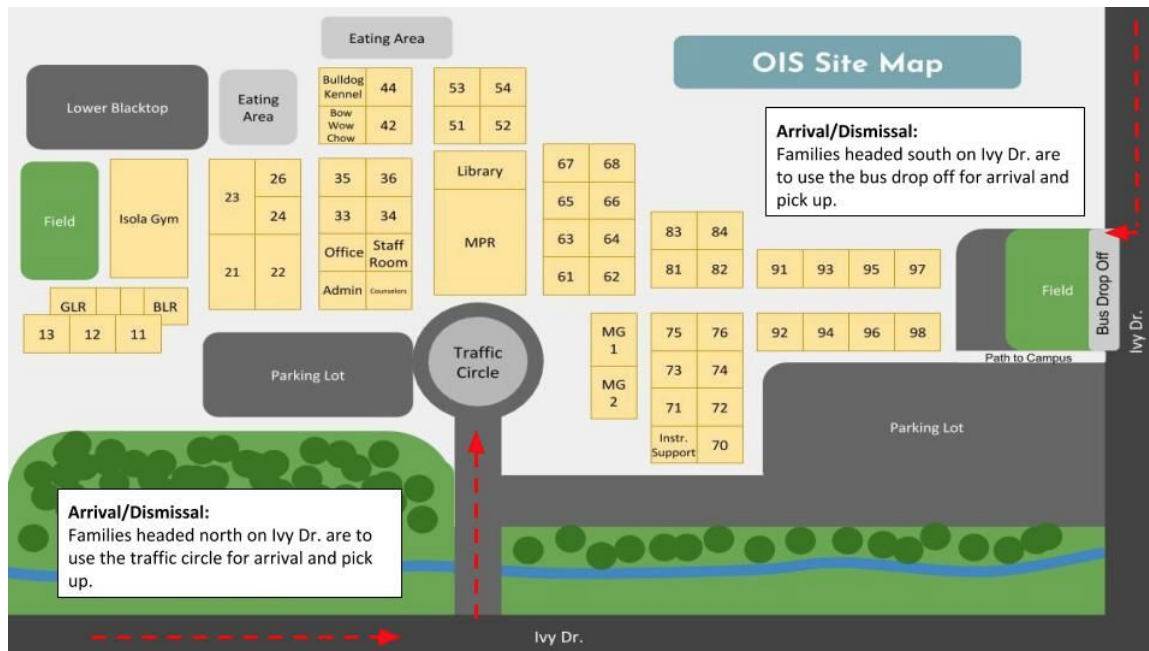 Eating Area
OIS Site Map
Bulldog
Kennel
44
53
54
Lower Blacktop
Eating
Area
Bow
Wow
Chow
42
51
52
Arrival/Dismissal:
Families headed south on Ivy Dr. are
to use the bus drop off for arrival and
pick up.
23
26
35
36
Library
67
68
24
33
34
65
66
Field
Isola Gym
MPR
Office
Staff
Room
63
64
83
84
21
22
Admin
Counselors
61
62
81
82
91
93
95
97
Field
Bus Drop Off
Ivy Dr.
GLR
BLR
13
12
11
Traffic
Circle
MG
1
75
76
92
94
96
98
Path to Campus
Parking Lot
MG
2
73
74
71
72
Parking Lot
Instr.
Support
70
Arrival/Dismissal:
Families headed north on Ivy Dr. are to
use the traffic circle for arrival and pick
up.
Ivy Dr.